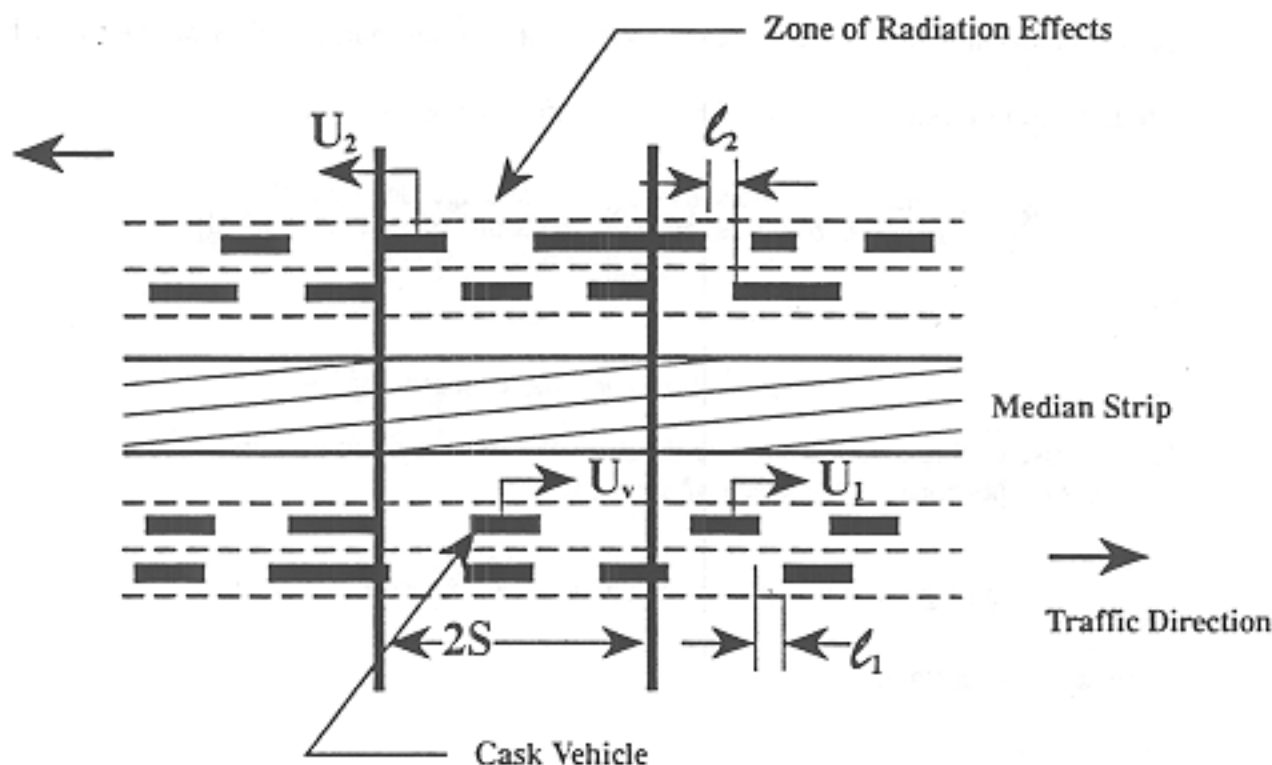 Zone of Radiation Effects
U₂
ℓ₂
Median Strip
Uᵥ
U₁
2S
ℓ₁
Traffic Direction
Cask Vehicle